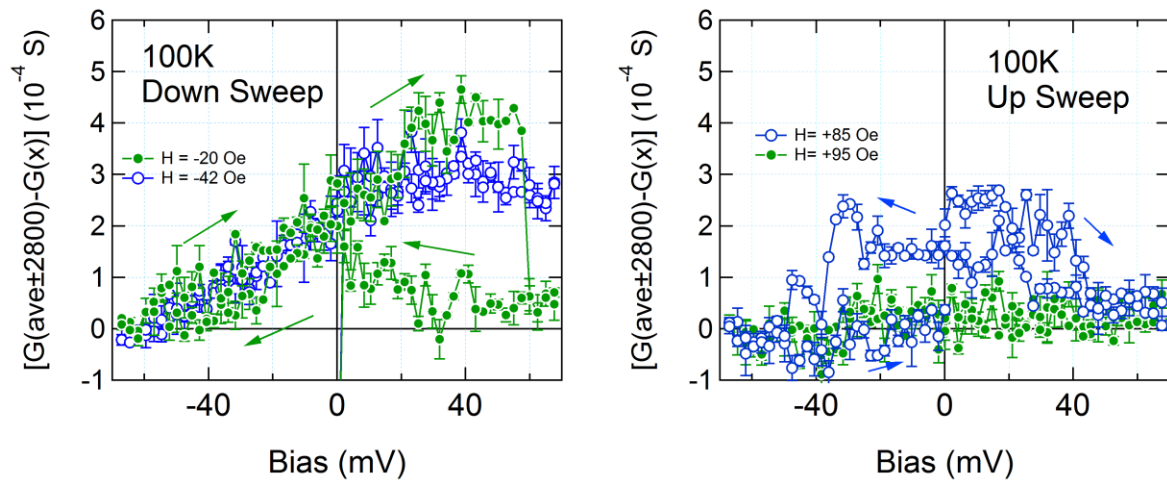 [G(ave±2800)-G(x)] (10⁻⁴ S)
6
5
4
3
2
1
0
-1
100K
Down Sweep
H = -20 Oe
H = -42 Oe
-40
0
40
Bias (mV)
[G(ave±2800)-G(x)] (10⁻⁴ S)
6
5
4
3
2
1
0
-1
100K
Up Sweep
H= +85 Oe
H= +95 Oe
-40
0
40
Bias (mV)